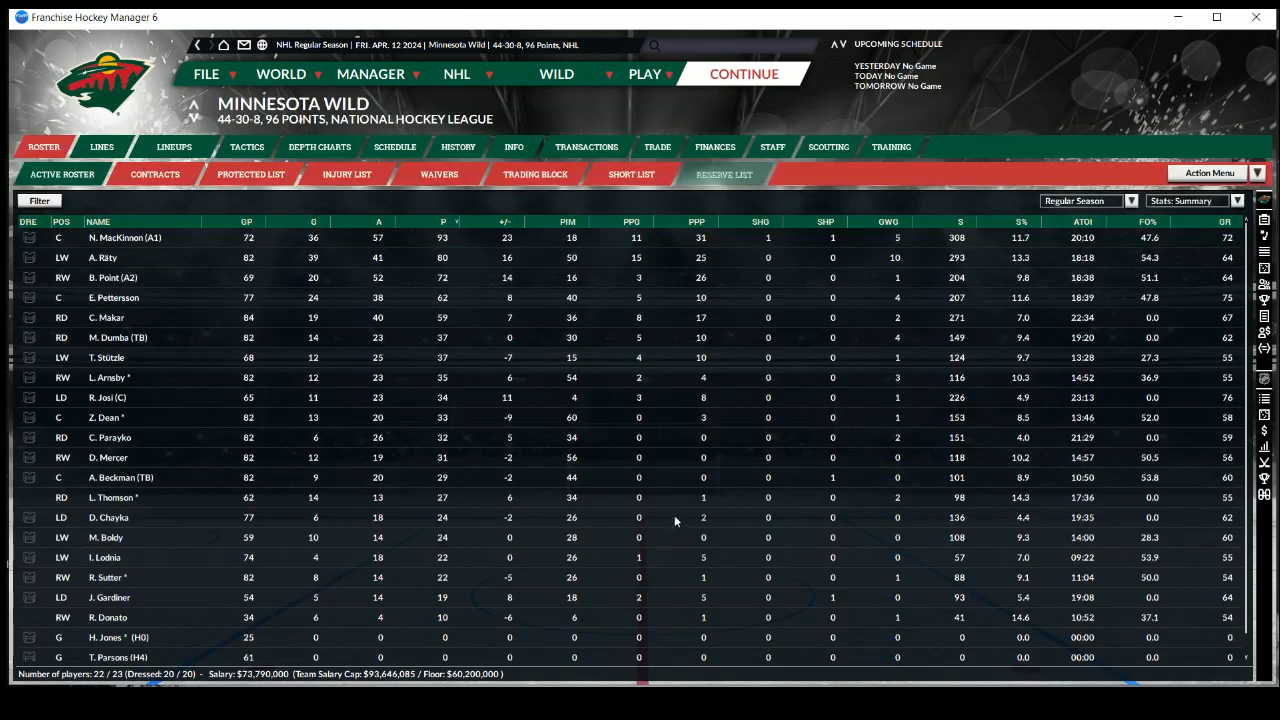 Franchise Hockey Manager 6
NHL Regular Season | FRI. APR. 12 2024 | Minnesota Wild | 44-30-8, 96 Points, NHL
UPCOMING SCHEDULE
YESTERDAY No Game
TODAY No Game
TOMORROW No Game
FILE WORLD MANAGER NHL WILD PLAY CONTINUE
MINNESOTA WILD
44-30-8, 96 POINTS, NATIONAL HOCKEY LEAGUE
ROSTER LINES LINEUPS TACTICS DEPTH CHARTS SCHEDULE HISTORY INFO TRANSACTIONS TRADE FINANCES STAFF SCOUTING TRAINING
ACTIVE ROSTER CONTRACTS PROTECTED LIST INJURY LIST WAIVERS TRADING BLOCK SHORT LIST RESERVE LIST Action Menu
Filter Regular Season Stats: Summary
DRE POS NAME GP G A P +/- PIM PPG PPP SHG SHP GWG S S% ATOI FO% GR
C N. MacKinnon (A1) 72 36 57 93 23 18 11 31 1 1 5 308 11.7 20:10 47.6 72
LW A. Räty 82 39 41 80 16 50 15 25 0 0 10 293 13.3 18:18 54.3 64
RW B. Point (A2) 69 20 52 72 14 16 3 26 0 0 1 204 9.8 18:38 51.1 64
C E. Pettersson 77 24 38 62 8 40 5 10 0 0 4 207 11.6 18:39 47.8 75
RD C. Makar 84 19 40 59 7 36 8 17 0 0 2 271 7.0 22:34 0.0 67
RD M. Dumba (TB) 82 14 23 37 0 30 5 10 0 0 4 149 9.4 19:20 0.0 62
LW T. Stützle 68 12 25 37 -7 15 4 10 0 0 1 124 9.7 13:28 27.3 55
RW L. Arnsby * 82 12 23 35 6 54 2 4 0 0 3 116 10.3 14:52 36.9 55
LD R. Josi (C) 65 11 23 34 11 4 3 8 0 0 1 226 4.9 23:13 0.0 76
C Z. Dean * 82 13 20 33 -9 60 0 3 0 0 1 153 8.5 13:46 52.0 58
RD C. Parayko 82 6 26 32 5 34 0 0 0 0 2 151 4.0 21:29 0.0 59
RW D. Mercer 82 12 19 31 -2 56 0 0 0 0 0 118 10.2 14:57 50.5 56
C A. Beckman (TB) 82 9 20 29 -2 44 0 0 0 1 0 101 8.9 10:50 53.8 60
RD L. Thomson * 62 14 13 27 6 34 0 1 0 0 2 98 14.3 17:36 0.0 55
LD D. Chayka 77 6 18 24 -2 26 0 2 0 0 0 136 4.4 19:35 0.0 62
LW M. Boldy 59 10 14 24 0 28 0 0 0 0 0 108 9.3 14:00 28.3 60
LW I. Lodnia 74 4 18 22 0 26 1 5 0 0 0 57 7.0 09:22 53.9 55
RW R. Sutter * 82 8 14 22 -5 26 0 1 0 0 1 88 9.1 11:04 50.0 54
LD J. Gardiner 54 5 14 19 8 18 2 5 0 1 0 93 5.4 19:08 0.0 64
RW R. Donato 34 6 4 10 -6 6 0 1 0 0 1 41 14.6 10:52 37.1 54
G H. Jones * (H0) 25 0 0 0 0 0 0 0 0 0 0 0 0.0 00:00 0.0 0
G T. Parsons (H4) 61 0 0 0 0 0 0 0 0 0 0 0 0.0 00:00 0.0 0
Number of players: 22 / 23 (Dressed: 20 / 20) - Salary: $73,790,000 (Team Salary Cap: $93,646,085 / Floor: $60,200,000 )